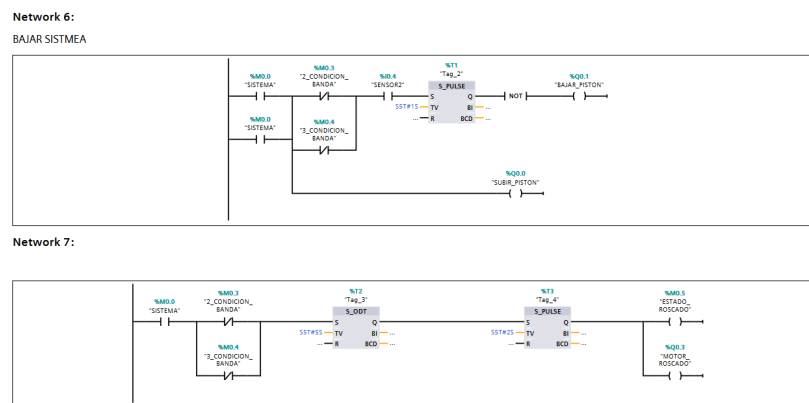 Network 6:
BAJAR SISTMEA
%M0.0
"SISTEMA"
%M0.3
"2_CONDICION_
BANDA"
%I0.4
"SENSOR2"
%T1
"Tag_2"
S_PULSE
S Q
S5T#1S TV BI ...
... R BCD ...
NOT
%Q0.1
"BAJAR_PISTON"
%M0.0
"SISTEMA"
%M0.4
"3_CONDICION_
BANDA"
%Q0.0
"SUBIR_PISTON"
Network 7:
%M0.0
"SISTEMA"
%M0.3
"2_CONDICION_
BANDA"
%T2
"Tag_3"
S_ODT
S Q
S5T#5S TV BI ...
... R BCD ...
%T3
"Tag_4"
S_PULSE
S Q
S5T#2S TV BI ...
... R BCD ...
%M0.5
"ESTADO_
ROSCADO"
%M0.4
"3_CONDICION_
BANDA"
%Q0.3
"MOTOR_
ROSCADO"